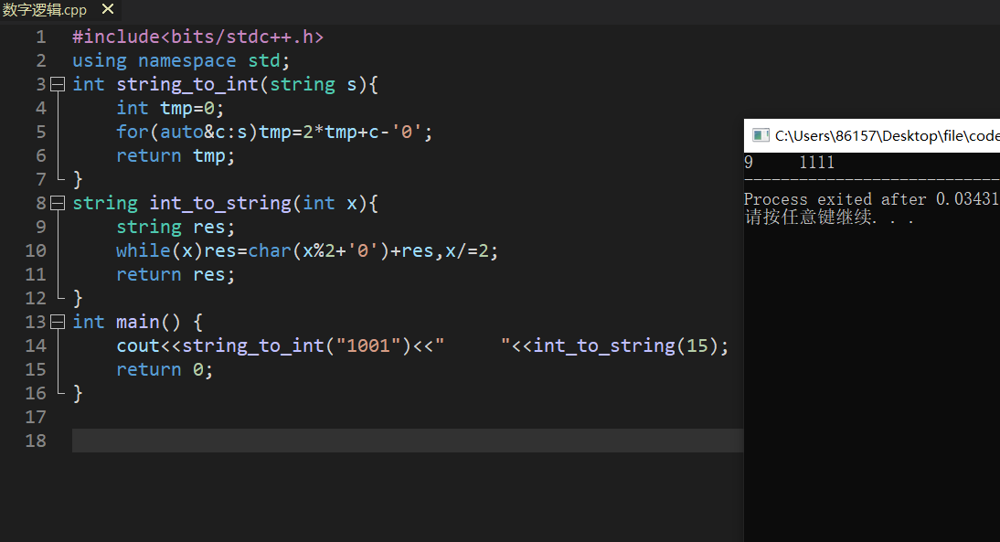 数字逻辑.cpp
1 #include<bits/stdc++.h>
2 using namespace std;
3 int string_to_int(string s){
4     int tmp=0;
5     for(auto&c:s)tmp=2*tmp+c-'0';
6     return tmp;
7 }
8 string int_to_string(int x){
9     string res;
10     while(x)res=char(x%2+'0')+res,x/=2;
11     return res;
12 }
13 int main() {
14     cout<<string_to_int("1001")<<"     "<<int_to_string(15);
15     return 0;
16 }
17
18
C:\Users\86157\Desktop\file\code
9     1111
--------------------------------
Process exited after 0.03431
请按任意键继续. . .